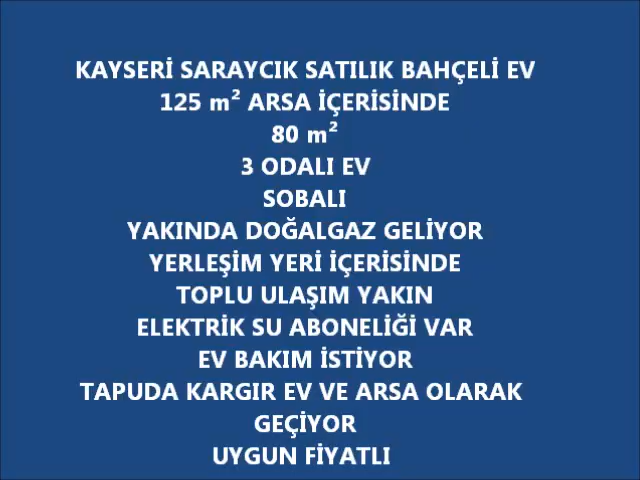 KAYSERİ SARAYCIK SATILIK BAHÇELİ EV
125 m² ARSA İÇERİSİNDE
80 m²
3 ODALI EV
SOBALI
YAKINDA DOĞALGAZ GELİYOR
YERLEŞİM YERİ İÇERİSİNDE
TOPLU ULAŞIM YAKIN
ELEKTRİK SU ABONELİĞİ VAR
EV BAKIM İSTİYOR
TAPUDA KARGIR EV VE ARSA OLARAK
GEÇİYOR
UYGUN FİYATLI